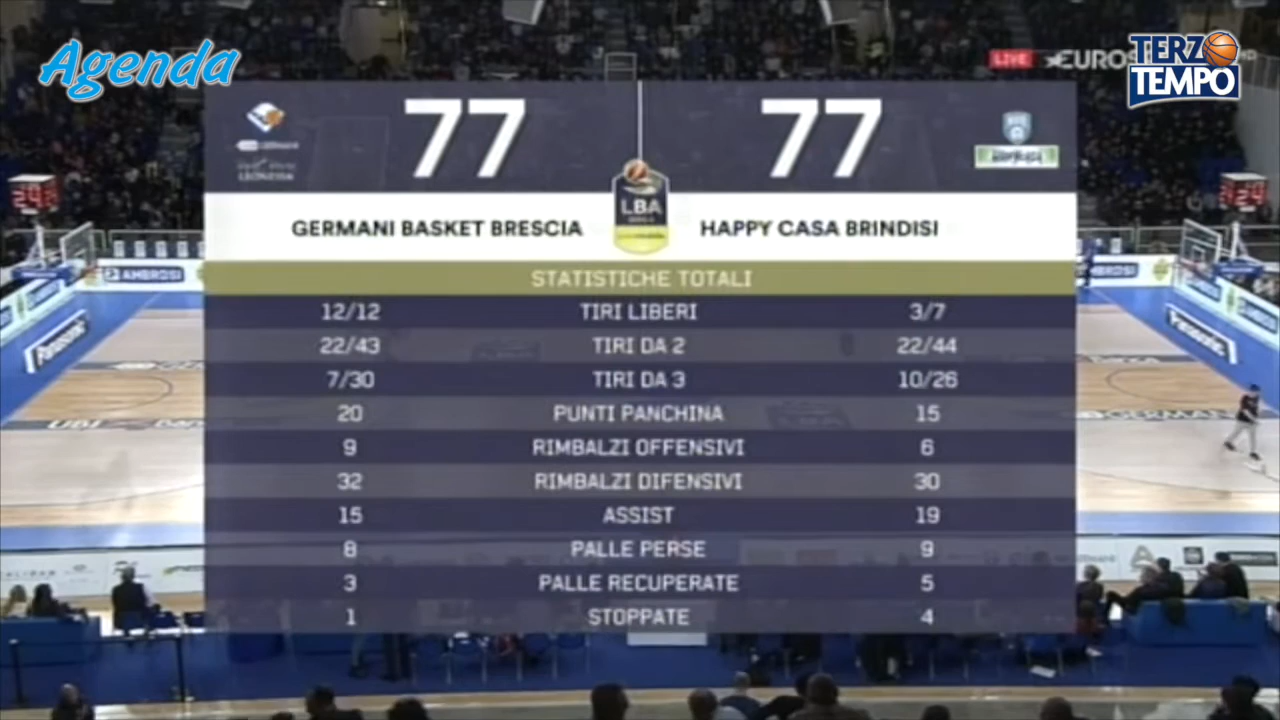 Agenda
TERZO
TEMPO
LIVE
77
77
LBA
GERMANI BASKET BRESCIA
HAPPY CASA BRINDISI
STATISTICHE TOTALI
12/12 TIRI LIBERI 3/7
22/43 TIRI DA 2 22/44
7/30 TIRI DA 3 10/26
20 PUNTI PANCHINA 15
9 RIMBALZI OFFENSIVI 6
32 RIMBALZI DIFENSIVI 30
15 ASSIST 19
8 PALLE PERSE 9
3 PALLE RECUPERATE 5
1 STOPPATE 4
AMBROSI
Panasonic
Panasonic